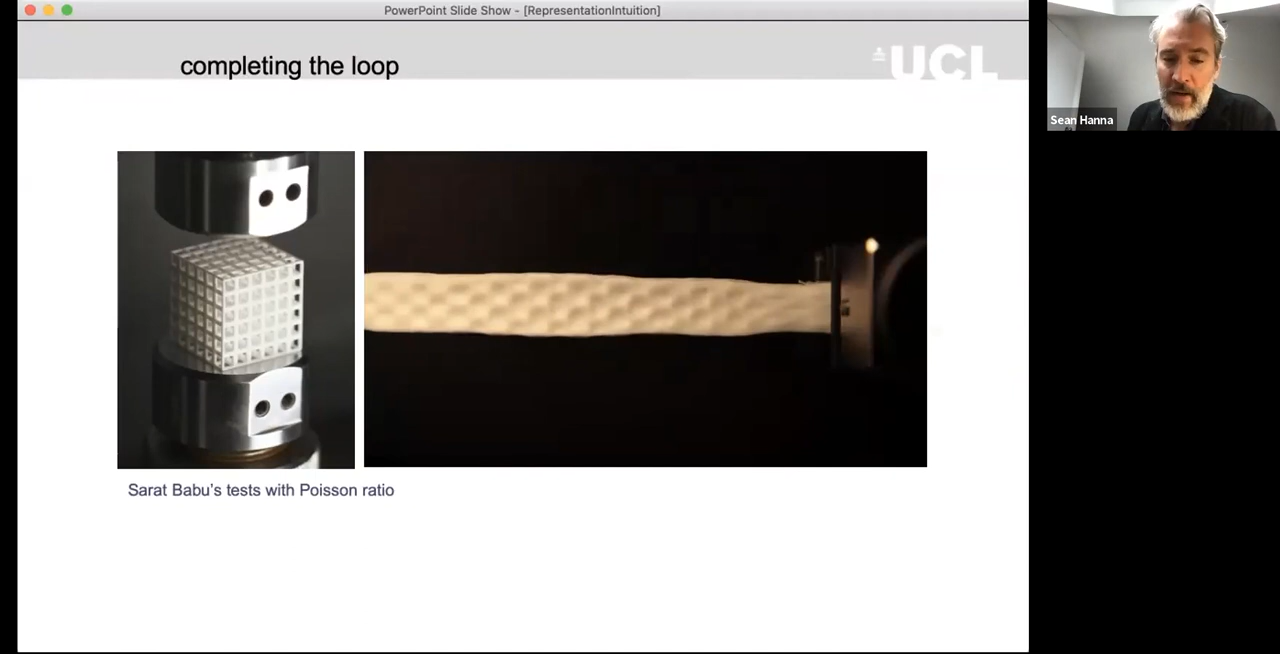 PowerPoint Slide Show - [RepresentationIntuition]
completing the loop
UCL
Sean Hanna
Sarat Babu's tests with Poisson ratio